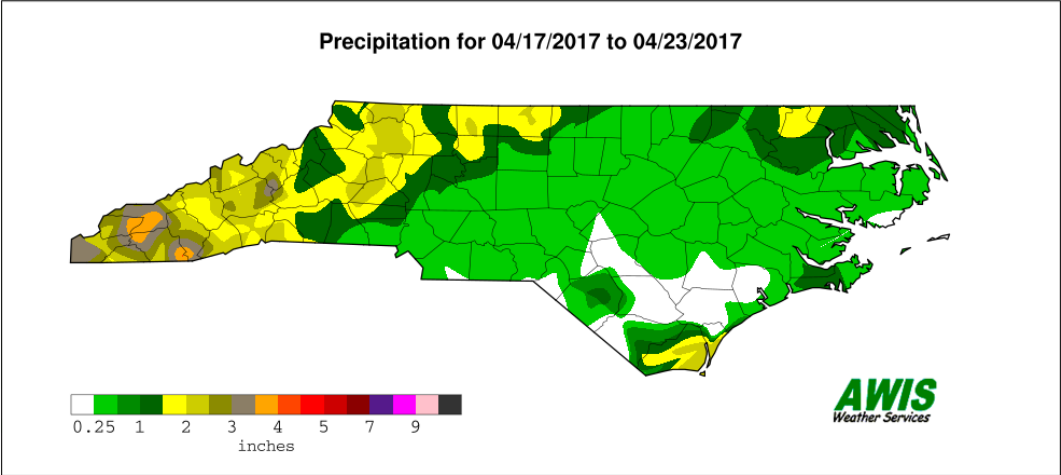 Precipitation for 04/17/2017 to 04/23/2017
0.25 1 2 3 4 5 7 9
inches
AWIS
Weather Services